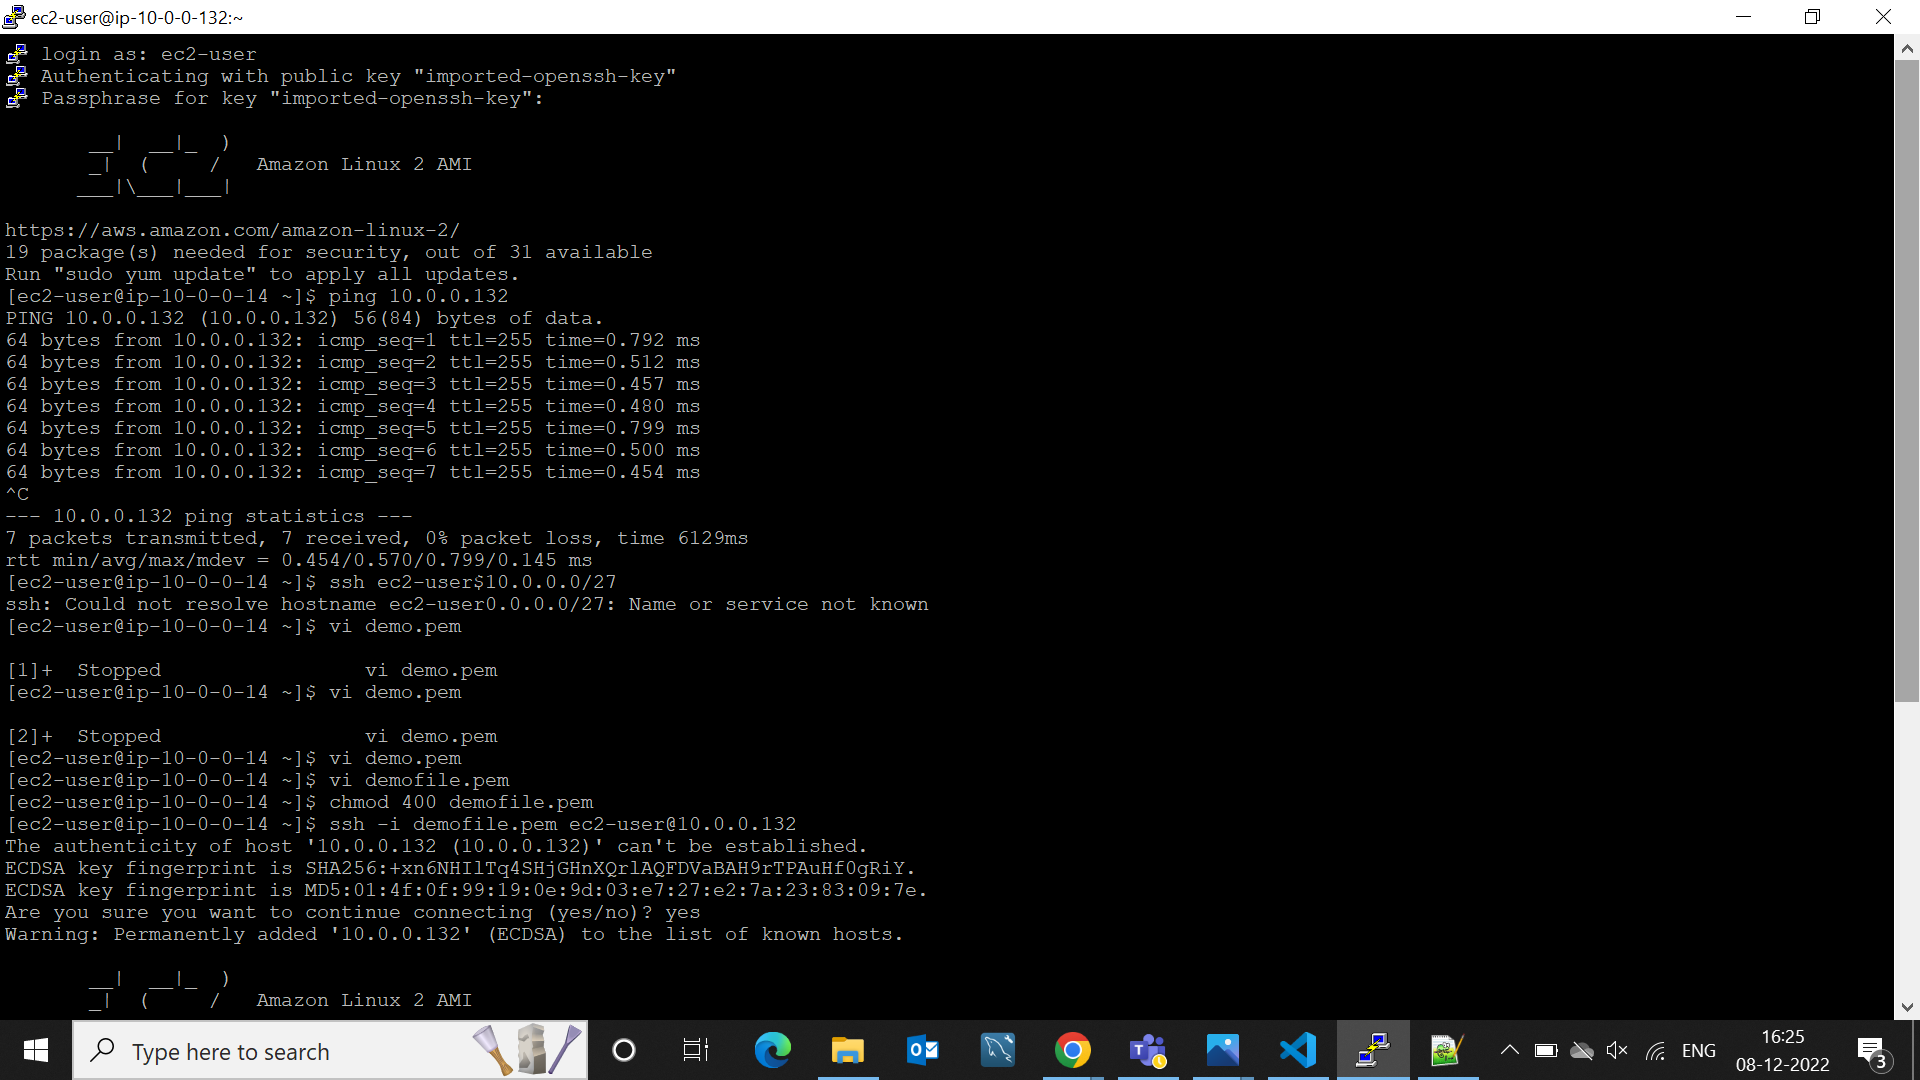 ec2-user@ip-10-0-0-132:~
login as: ec2-user
Authenticating with public key "imported-openssh-key"
Passphrase for key "imported-openssh-key":
       __|  __|_  )
       _|  (     /   Amazon Linux 2 AMI
      ___|\___|___|
https://aws.amazon.com/amazon-linux-2/
19 package(s) needed for security, out of 31 available
Run "sudo yum update" to apply all updates.
[ec2-user@ip-10-0-0-14 ~]$ ping 10.0.0.132
PING 10.0.0.132 (10.0.0.132) 56(84) bytes of data.
64 bytes from 10.0.0.132: icmp_seq=1 ttl=255 time=0.792 ms
64 bytes from 10.0.0.132: icmp_seq=2 ttl=255 time=0.512 ms
64 bytes from 10.0.0.132: icmp_seq=3 ttl=255 time=0.457 ms
64 bytes from 10.0.0.132: icmp_seq=4 ttl=255 time=0.480 ms
64 bytes from 10.0.0.132: icmp_seq=5 ttl=255 time=0.799 ms
64 bytes from 10.0.0.132: icmp_seq=6 ttl=255 time=0.500 ms
64 bytes from 10.0.0.132: icmp_seq=7 ttl=255 time=0.454 ms
^C
--- 10.0.0.132 ping statistics ---
7 packets transmitted, 7 received, 0% packet loss, time 6129ms
rtt min/avg/max/mdev = 0.454/0.570/0.799/0.145 ms
[ec2-user@ip-10-0-0-14 ~]$ ssh ec2-user$10.0.0.0/27
ssh: Could not resolve hostname ec2-user0.0.0.0/27: Name or service not known
[ec2-user@ip-10-0-0-14 ~]$ vi demo.pem
[1]+  Stopped                 vi demo.pem
[ec2-user@ip-10-0-0-14 ~]$ vi demo.pem
[2]+  Stopped                 vi demo.pem
[ec2-user@ip-10-0-0-14 ~]$ vi demo.pem
[ec2-user@ip-10-0-0-14 ~]$ vi demofile.pem
[ec2-user@ip-10-0-0-14 ~]$ chmod 400 demofile.pem
[ec2-user@ip-10-0-0-14 ~]$ ssh -i demofile.pem ec2-user@10.0.0.132
The authenticity of host '10.0.0.132 (10.0.0.132)' can't be established.
ECDSA key fingerprint is SHA256:+xn6NHIlTq4SHjGHnXQrlAQFDVaBAH9rTPAuHf0gRiY.
ECDSA key fingerprint is MD5:01:4f:0f:99:19:0e:9d:03:e7:27:e2:7a:23:83:09:7e.
Are you sure you want to continue connecting (yes/no)? yes
Warning: Permanently added '10.0.0.132' (ECDSA) to the list of known hosts.
       __|  __|_  )
       _|  (     /   Amazon Linux 2 AMI
Type here to search
ENG
16:25
08-12-2022
3